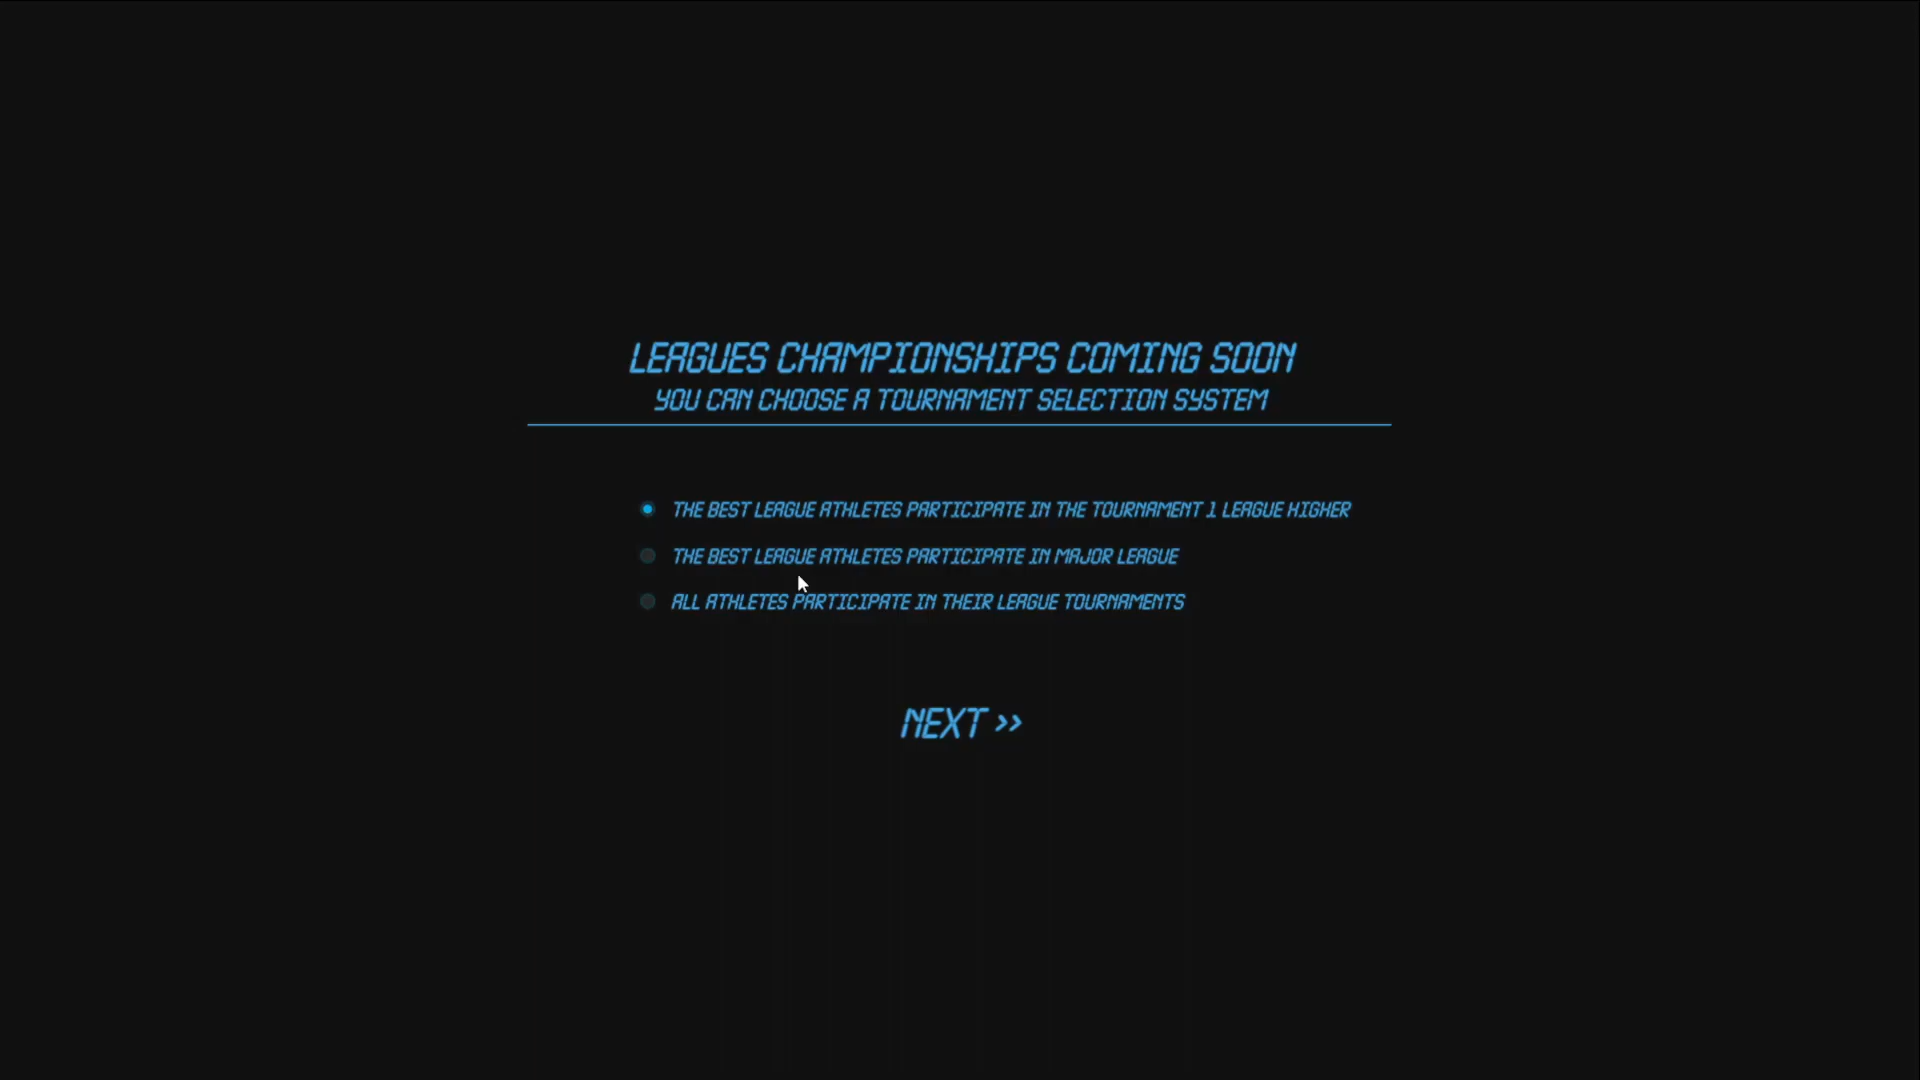 LEAGUES CHAMPIONSHIPS COMING SOON
YOU CAN CHOOSE A TOURNAMENT SELECTION SYSTEM
THE BEST LEAGUE ATHLETES PARTICIPATE IN THE TOURNAMENT 1 LEAGUE HIGHER
THE BEST LEAGUE ATHLETES PARTICIPATE IN MAJOR LEAGUE
ALL ATHLETES PARTICIPATE IN THEIR LEAGUE TOURNAMENTS
NEXT >>